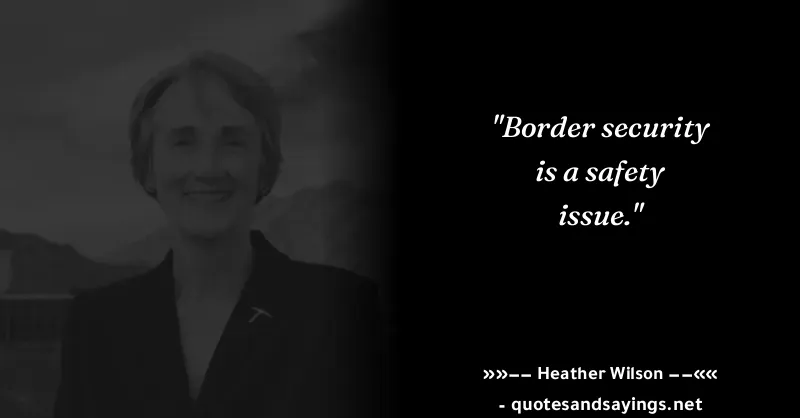 "Border security
is a safety
issue."
»»−− Heather Wilson −−««
- quotesandsayings.net